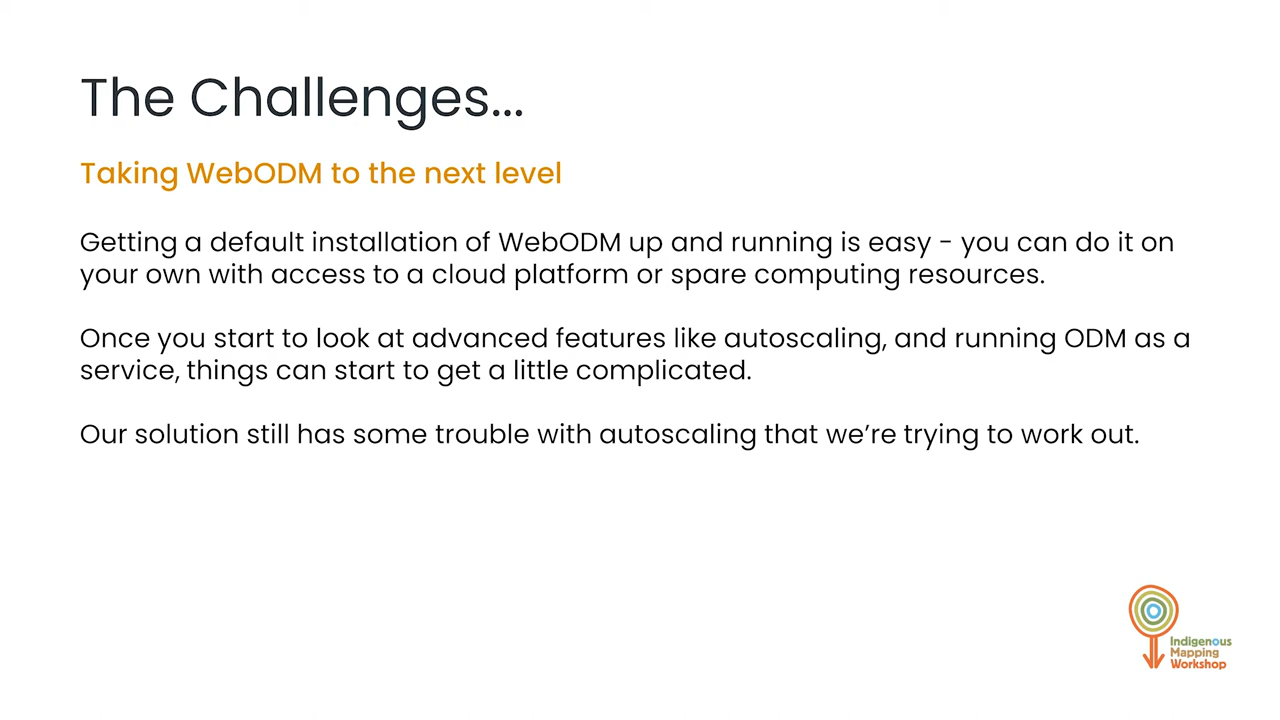 The Challenges...
Taking WebODM to the next level
Getting a default installation of WebODM up and running is easy - you can do it on
your own with access to a cloud platform or spare computing resources.
Once you start to look at advanced features like autoscaling, and running ODM as a
service, things can start to get a little complicated.
Our solution still has some trouble with autoscaling that we’re trying to work out.
Indigenous
Mapping
Workshop